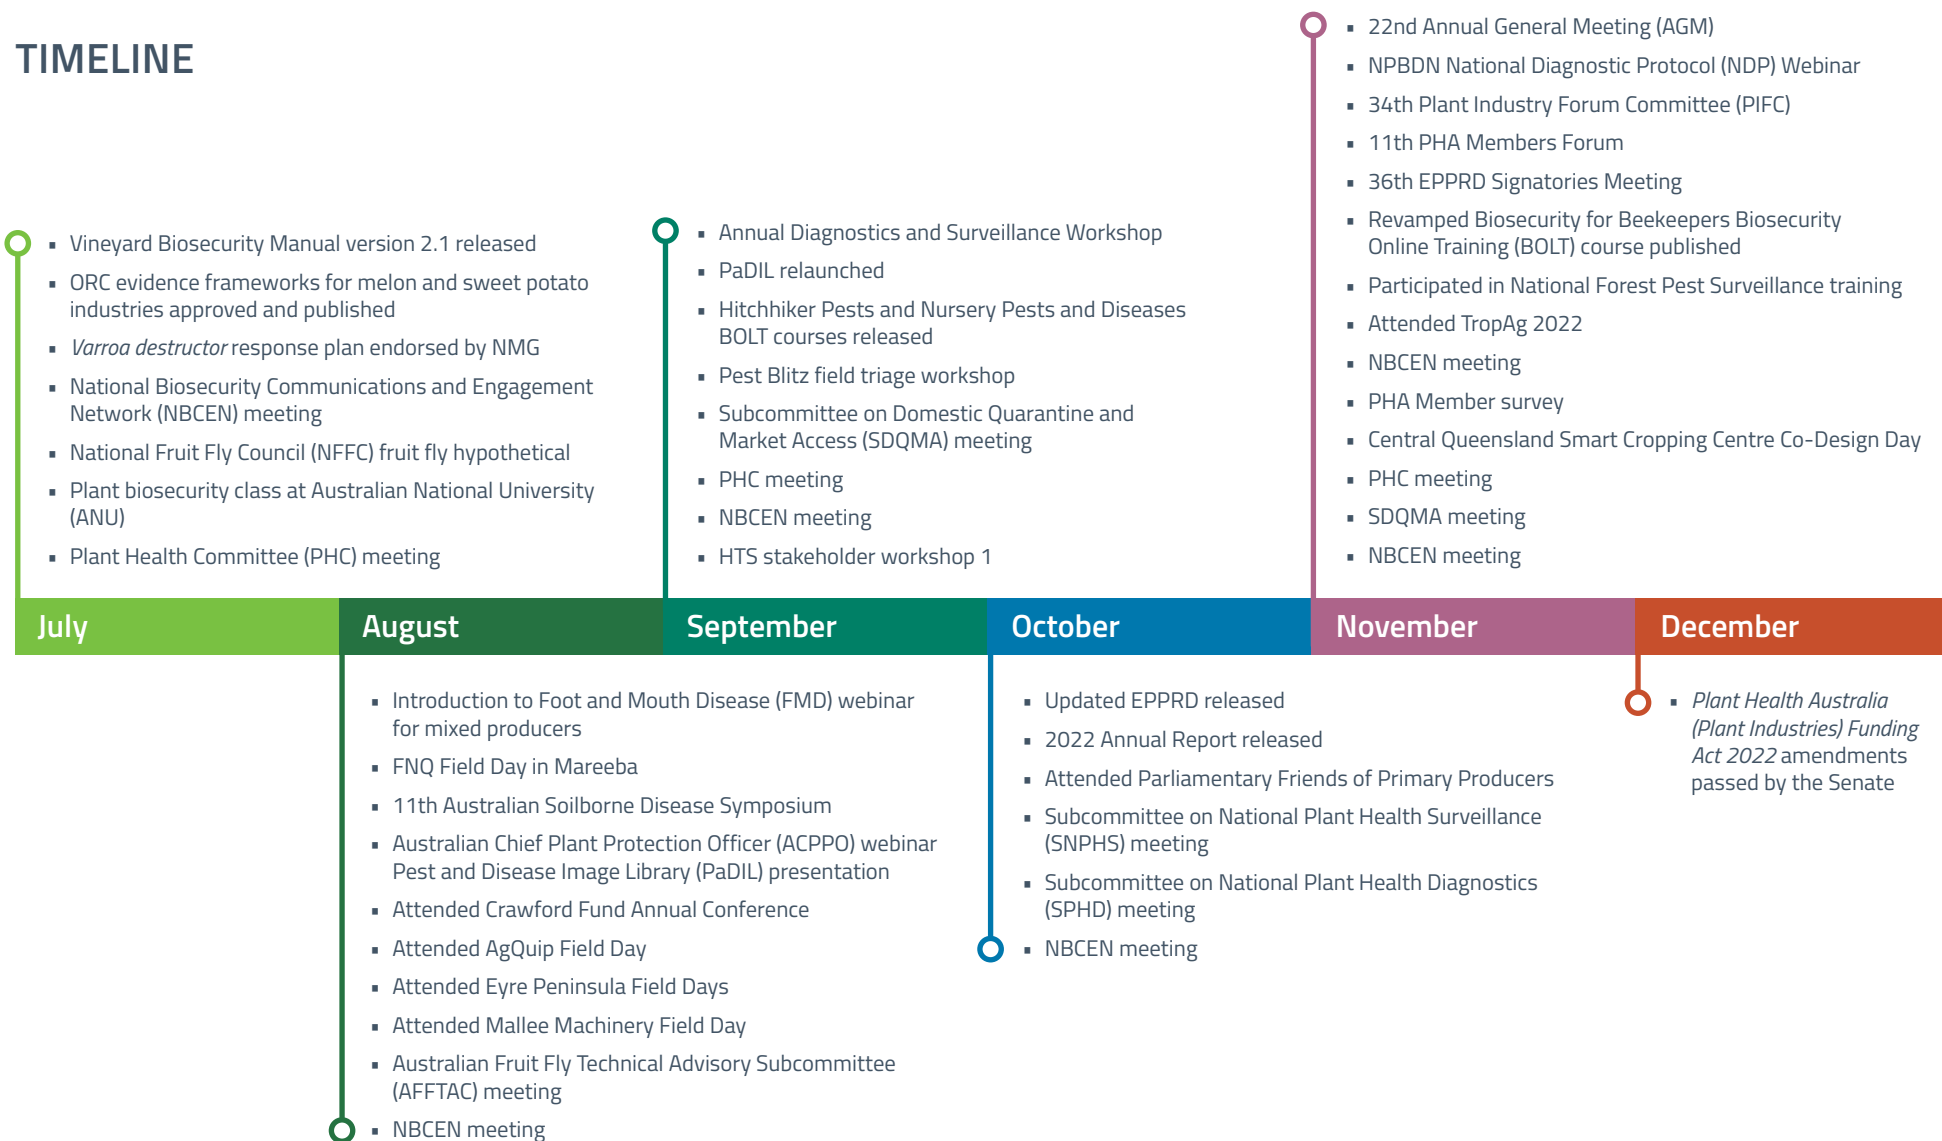 TIMELINE
▪ Vineyard Biosecurity Manual version 2.1 released
▪ ORC evidence frameworks for melon and sweet potato
industries approved and published
▪ Varroa destructor response plan endorsed by NMG
▪ National Biosecurity Communications and Engagement
Network (NBCEN) meeting
▪ National Fruit Fly Council (NFFC) fruit fly hypothetical
▪ Plant biosecurity class at Australian National University
(ANU)
▪ Plant Health Committee (PHC) meeting
▪ Annual Diagnostics and Surveillance Workshop
▪ PaDIL relaunched
▪ Hitchhiker Pests and Nursery Pests and Diseases
BOLT courses released
▪ Pest Blitz field triage workshop
▪ Subcommittee on Domestic Quarantine and
Market Access (SDQMA) meeting
▪ PHC meeting
▪ NBCEN meeting
▪ HTS stakeholder workshop 1
▪ 22nd Annual General Meeting (AGM)
▪ NPBDN National Diagnostic Protocol (NDP) Webinar
▪ 34th Plant Industry Forum Committee (PIFC)
▪ 11th PHA Members Forum
▪ 36th EPPRD Signatories Meeting
▪ Revamped Biosecurity for Beekeepers Biosecurity
Online Training (BOLT) course published
▪ Participated in National Forest Pest Surveillance training
▪ Attended TropAg 2022
▪ NBCEN meeting
▪ PHA Member survey
▪ Central Queensland Smart Cropping Centre Co-Design Day
▪ PHC meeting
▪ SDQMA meeting
▪ NBCEN meeting
July
August
September
October
November
December
▪ Introduction to Foot and Mouth Disease (FMD) webinar
for mixed producers
▪ FNQ Field Day in Mareeba
▪ 11th Australian Soilborne Disease Symposium
▪ Australian Chief Plant Protection Officer (ACPPO) webinar
Pest and Disease Image Library (PaDIL) presentation
▪ Attended Crawford Fund Annual Conference
▪ Attended AgQuip Field Day
▪ Attended Eyre Peninsula Field Days
▪ Attended Mallee Machinery Field Day
▪ Australian Fruit Fly Technical Advisory Subcommittee
(AFFTAC) meeting
▪ NBCEN meeting
▪ Updated EPPRD released
▪ 2022 Annual Report released
▪ Attended Parliamentary Friends of Primary Producers
▪ Subcommittee on National Plant Health Surveillance
(SNPHS) meeting
▪ Subcommittee on National Plant Health Diagnostics
(SPHD) meeting
▪ NBCEN meeting
▪ Plant Health Australia
(Plant Industries) Funding
Act 2022 amendments
passed by the Senate